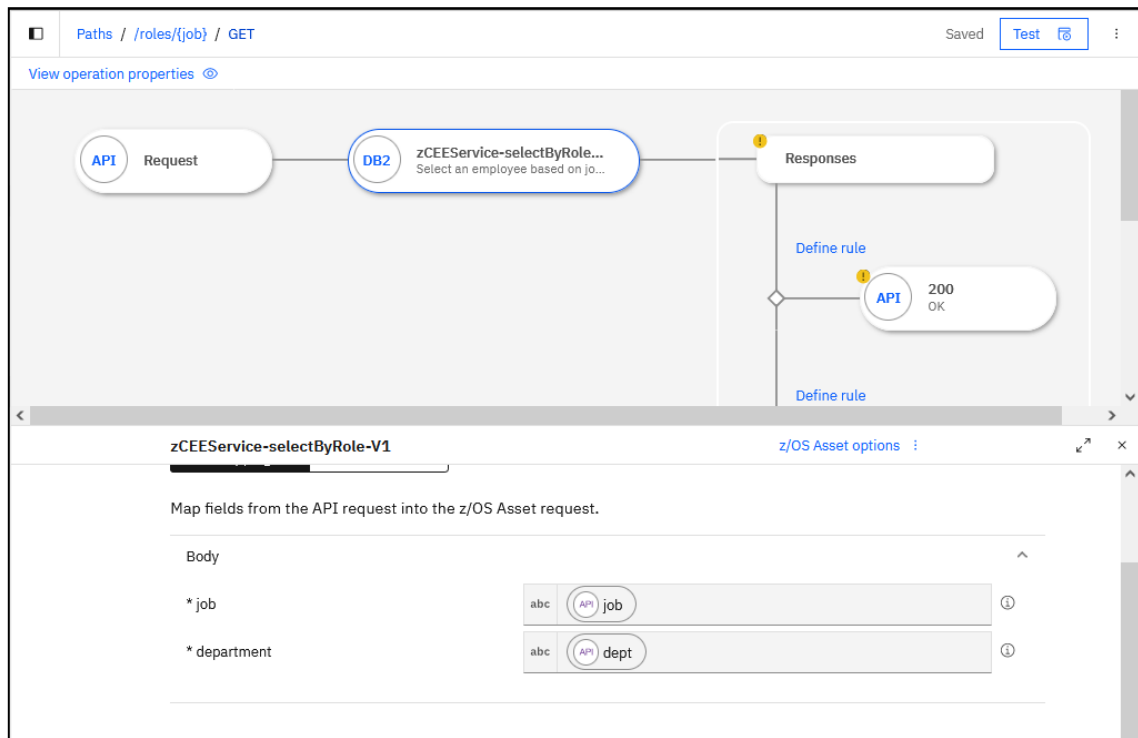 Paths / /roles/{job} / GET
Saved
Test
View operation properties
API Request
DB2 zCEEService-selectByRole...
Select an employee based on jo...
Responses
Define rule
API 200
OK
Define rule
zCEEService-selectByRole-V1
z/OS Asset options
Map fields from the API request into the z/OS Asset request.
Body
* job abc API job
* department abc API dept